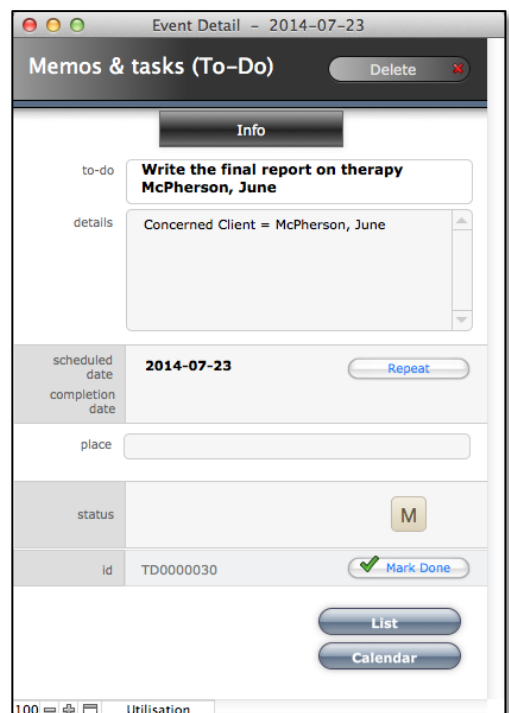 Event Detail – 2014-07-23
Memos & tasks (To-Do)
Delete
Info
to-do
Write the final report on therapy
McPherson, June
details
Concerned Client = McPherson, June
scheduled
date
2014-07-23
Repeat
completion
date
place
status
M
id
TD0000030
Mark Done
List
Calendar
100
Utilisation